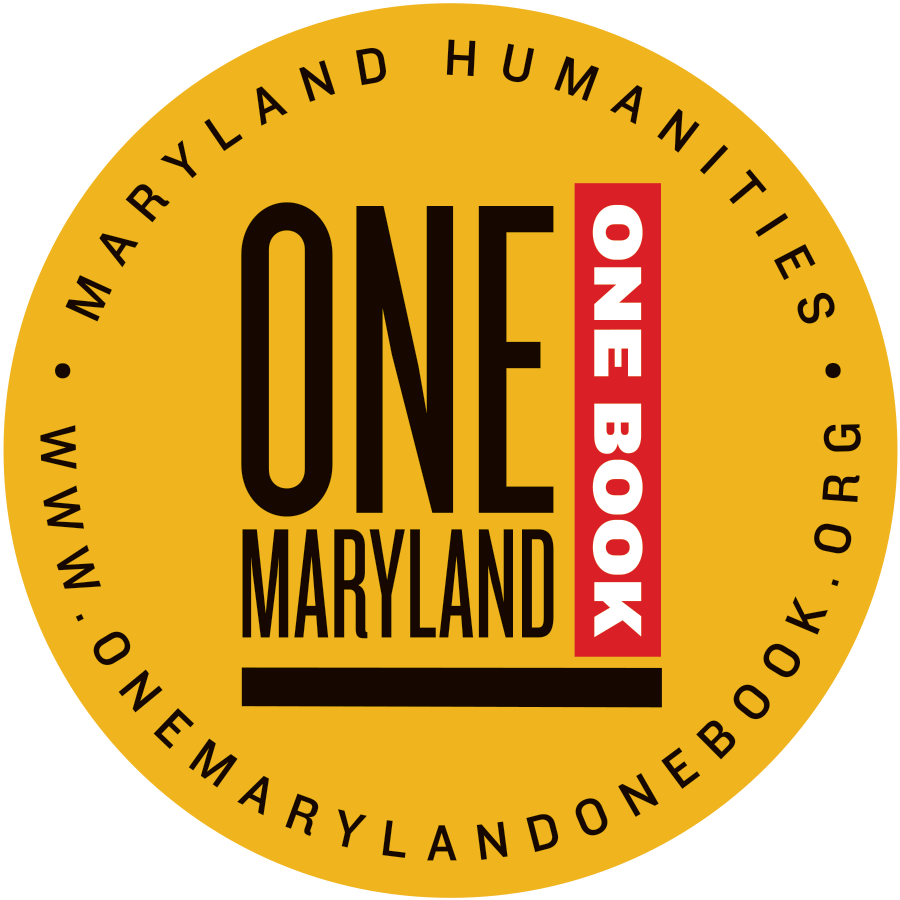 • MARYLAND HUMANITIES •
ONE
MARYLAND
ONE BOOK
WWW.ONEMARYLANDONEBOOK.ORG